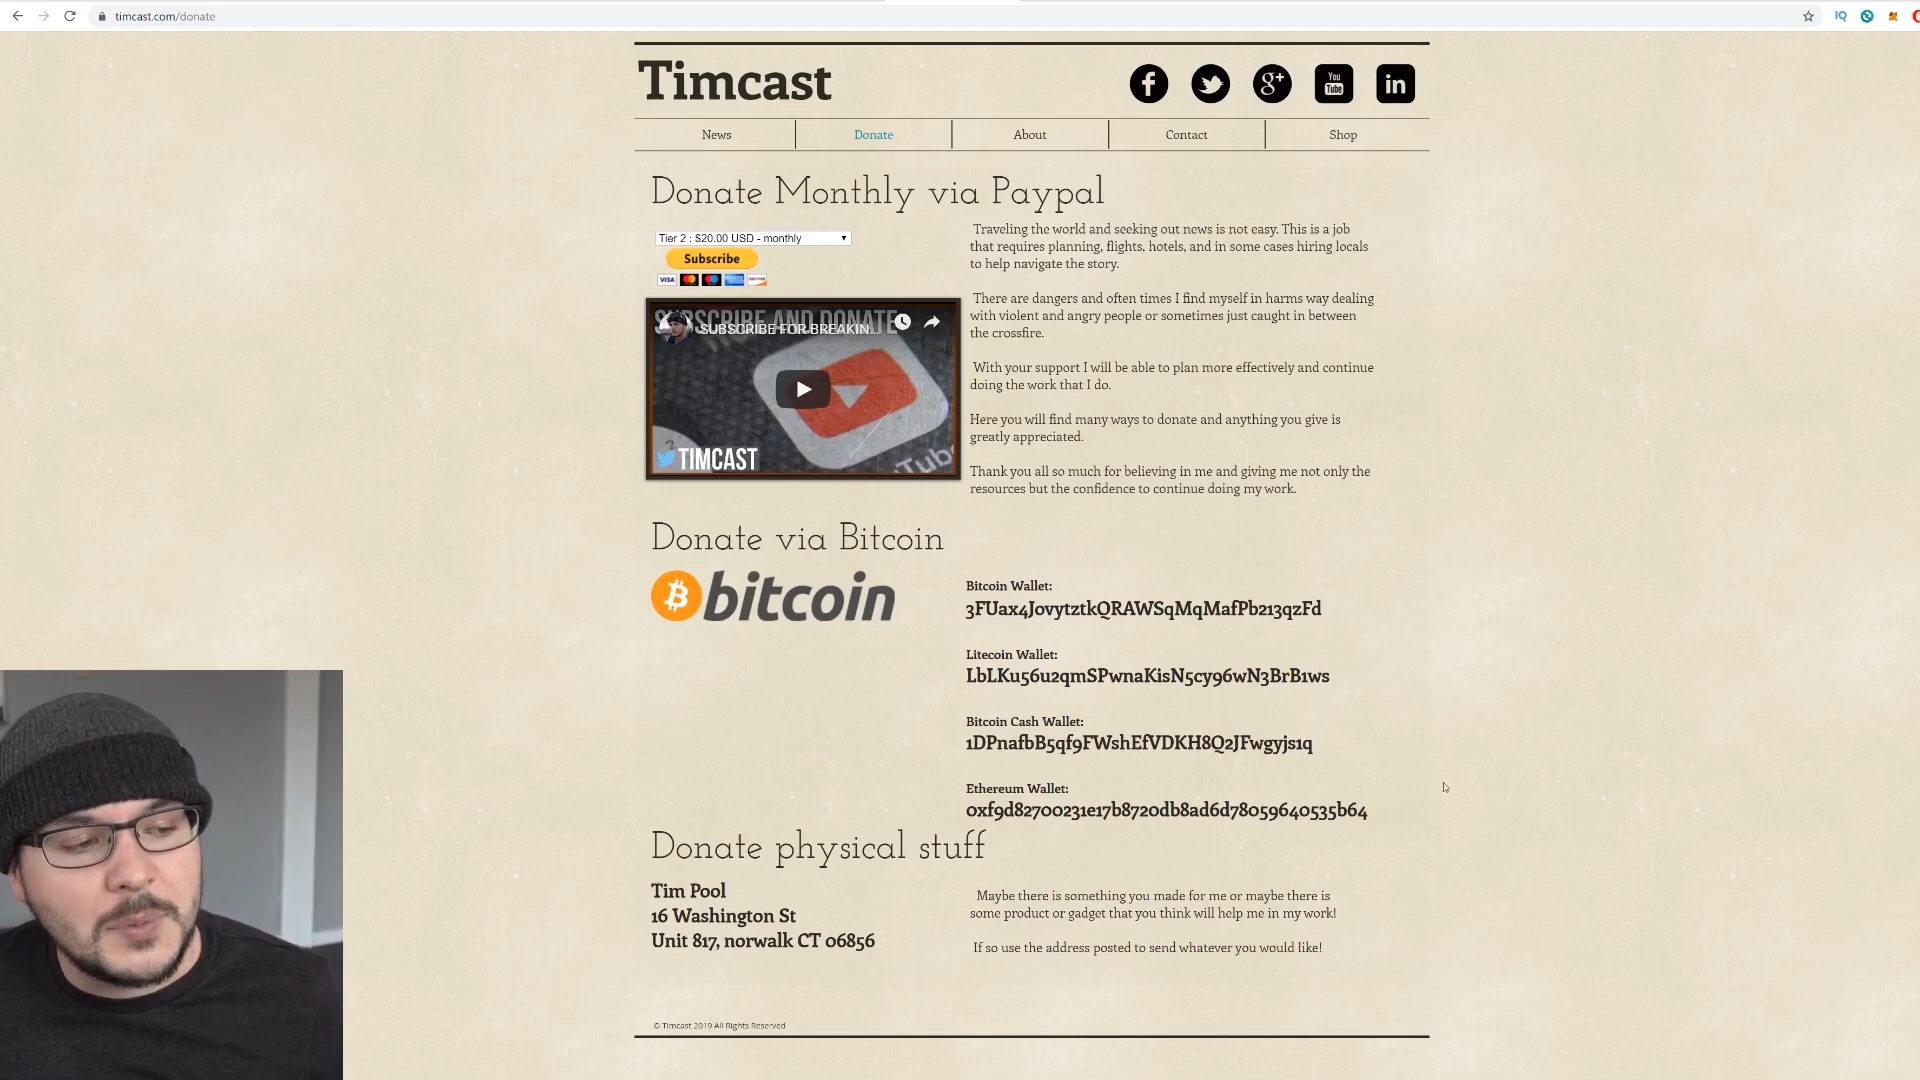 timcast.com/donate
Timcast
News
Donate
About
Contact
Shop
Donate Monthly via Paypal
Tier 2 : $20.00 USD - monthly
Subscribe
VISA
SUBSCRIBE AND DONATE
SUBSCRIBE FOR BREAKIN...
TIMCAST
Traveling the world and seeking out news is not easy. This is a job
that requires planning, flights, hotels, and in some cases hiring locals
to help navigate the story.
There are dangers and often times I find myself in harms way dealing
with violent and angry people or sometimes just caught in between
the crossfire.
With your support I will be able to plan more effectively and continue
doing the work that I do.
Here you will find many ways to donate and anything you give is
greatly appreciated.
Thank you all so much for believing in me and giving me not only the
resources but the confidence to continue doing my work.
Donate via Bitcoin
bitcoin
Bitcoin Wallet:
3FUax4JovytztkQRAWSqMqMafPb213qzFd
Litecoin Wallet:
LbLKu56u2qmSPwnaKisN5cy96wN3BrB1ws
Bitcoin Cash Wallet:
1DPnafbB5qf9FWshEfVDKH8Q2JFwgyjs1q
Ethereum Wallet:
0xf9d82700231e17b8720db8ad6d78059640535b64
Donate physical stuff
Tim Pool
16 Washington St
Unit 817, norwalk CT 06856
Maybe there is something you made for me or maybe there is
some product or gadget that you think will help me in my work!
If so use the address posted to send whatever you would like!
© Timcast 2019 All Rights Reserved